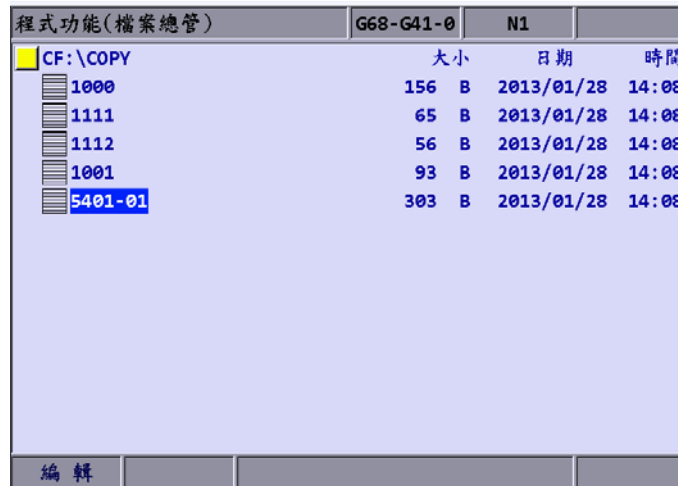 程式功能(檔案總管) G68-G41-0 N1
CF:\COPY 大小 日期 時間
1000 156 B 2013/01/28 14:08
1111 65 B 2013/01/28 14:08
1112 56 B 2013/01/28 14:08
1001 93 B 2013/01/28 14:08
5401-01 303 B 2013/01/28 14:08
編輯